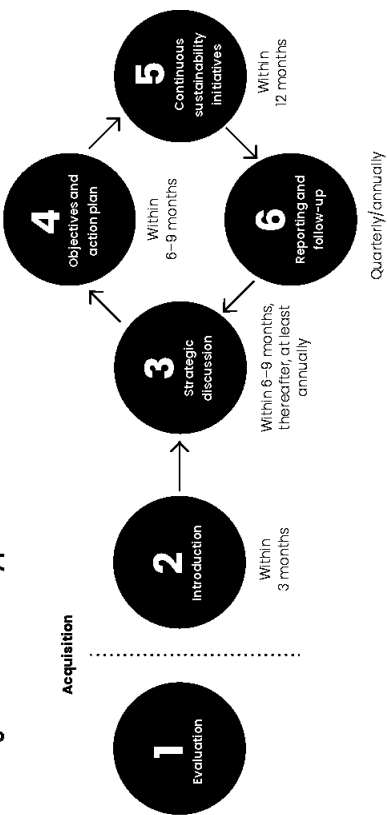 Acquisition
1
Evaluation
2
Introduction
Within
3 months
3
Strategic
discussion
Within 6–9 months,
thereafter, at least
annually
4
Objectives and
action plan
Within
6–9 months
5
Continuous
sustainability
initiatives
Within
12 months
6
Reporting and
follow-up
Quarterly/annually